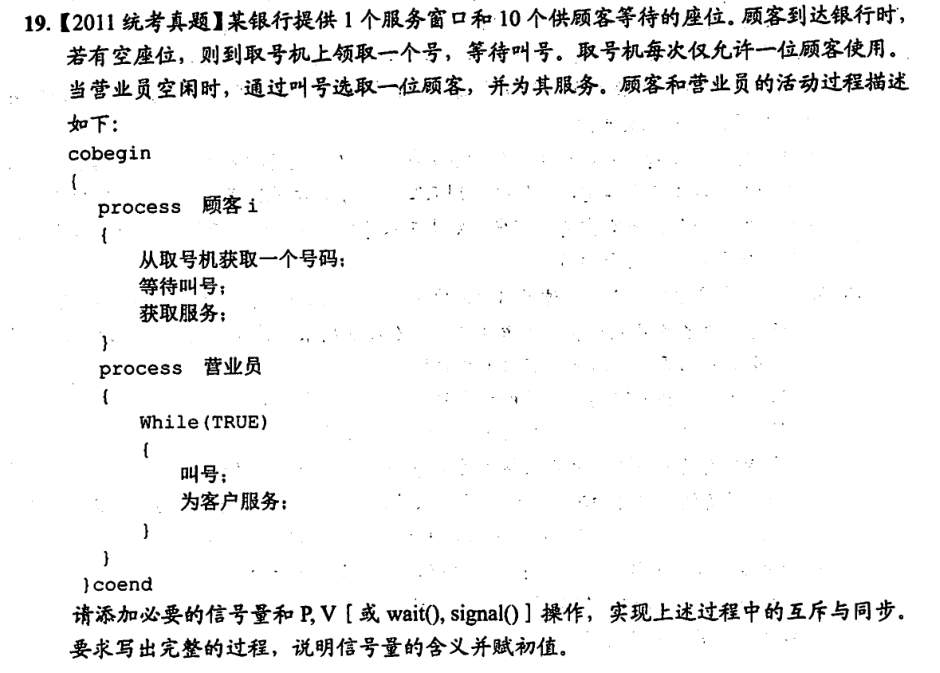 19.【2011 统考真题】某银行提供 1 个服务窗口和 10 个供顾客等待的座位。顾客到达银行时，
若有空座位，则到取号机上领取一个号，等待叫号。取号机每次仅允许一位顾客使用。
当营业员空闲时，通过叫号选取一位顾客，并为其服务。顾客和营业员的活动过程描述
如下：
cobegin
{
process 顾客 i
{
从取号机获取一个号码；
等待叫号；
获取服务；
}
process 营业员
{
While(TRUE)
{
叫号；
为客户服务；
}
}
}coend
请添加必要的信号量和 P, V［或 wait(), signal()］操作，实现上述过程中的互斥与同步。
要求写出完整的过程，说明信号量的含义并赋初值。